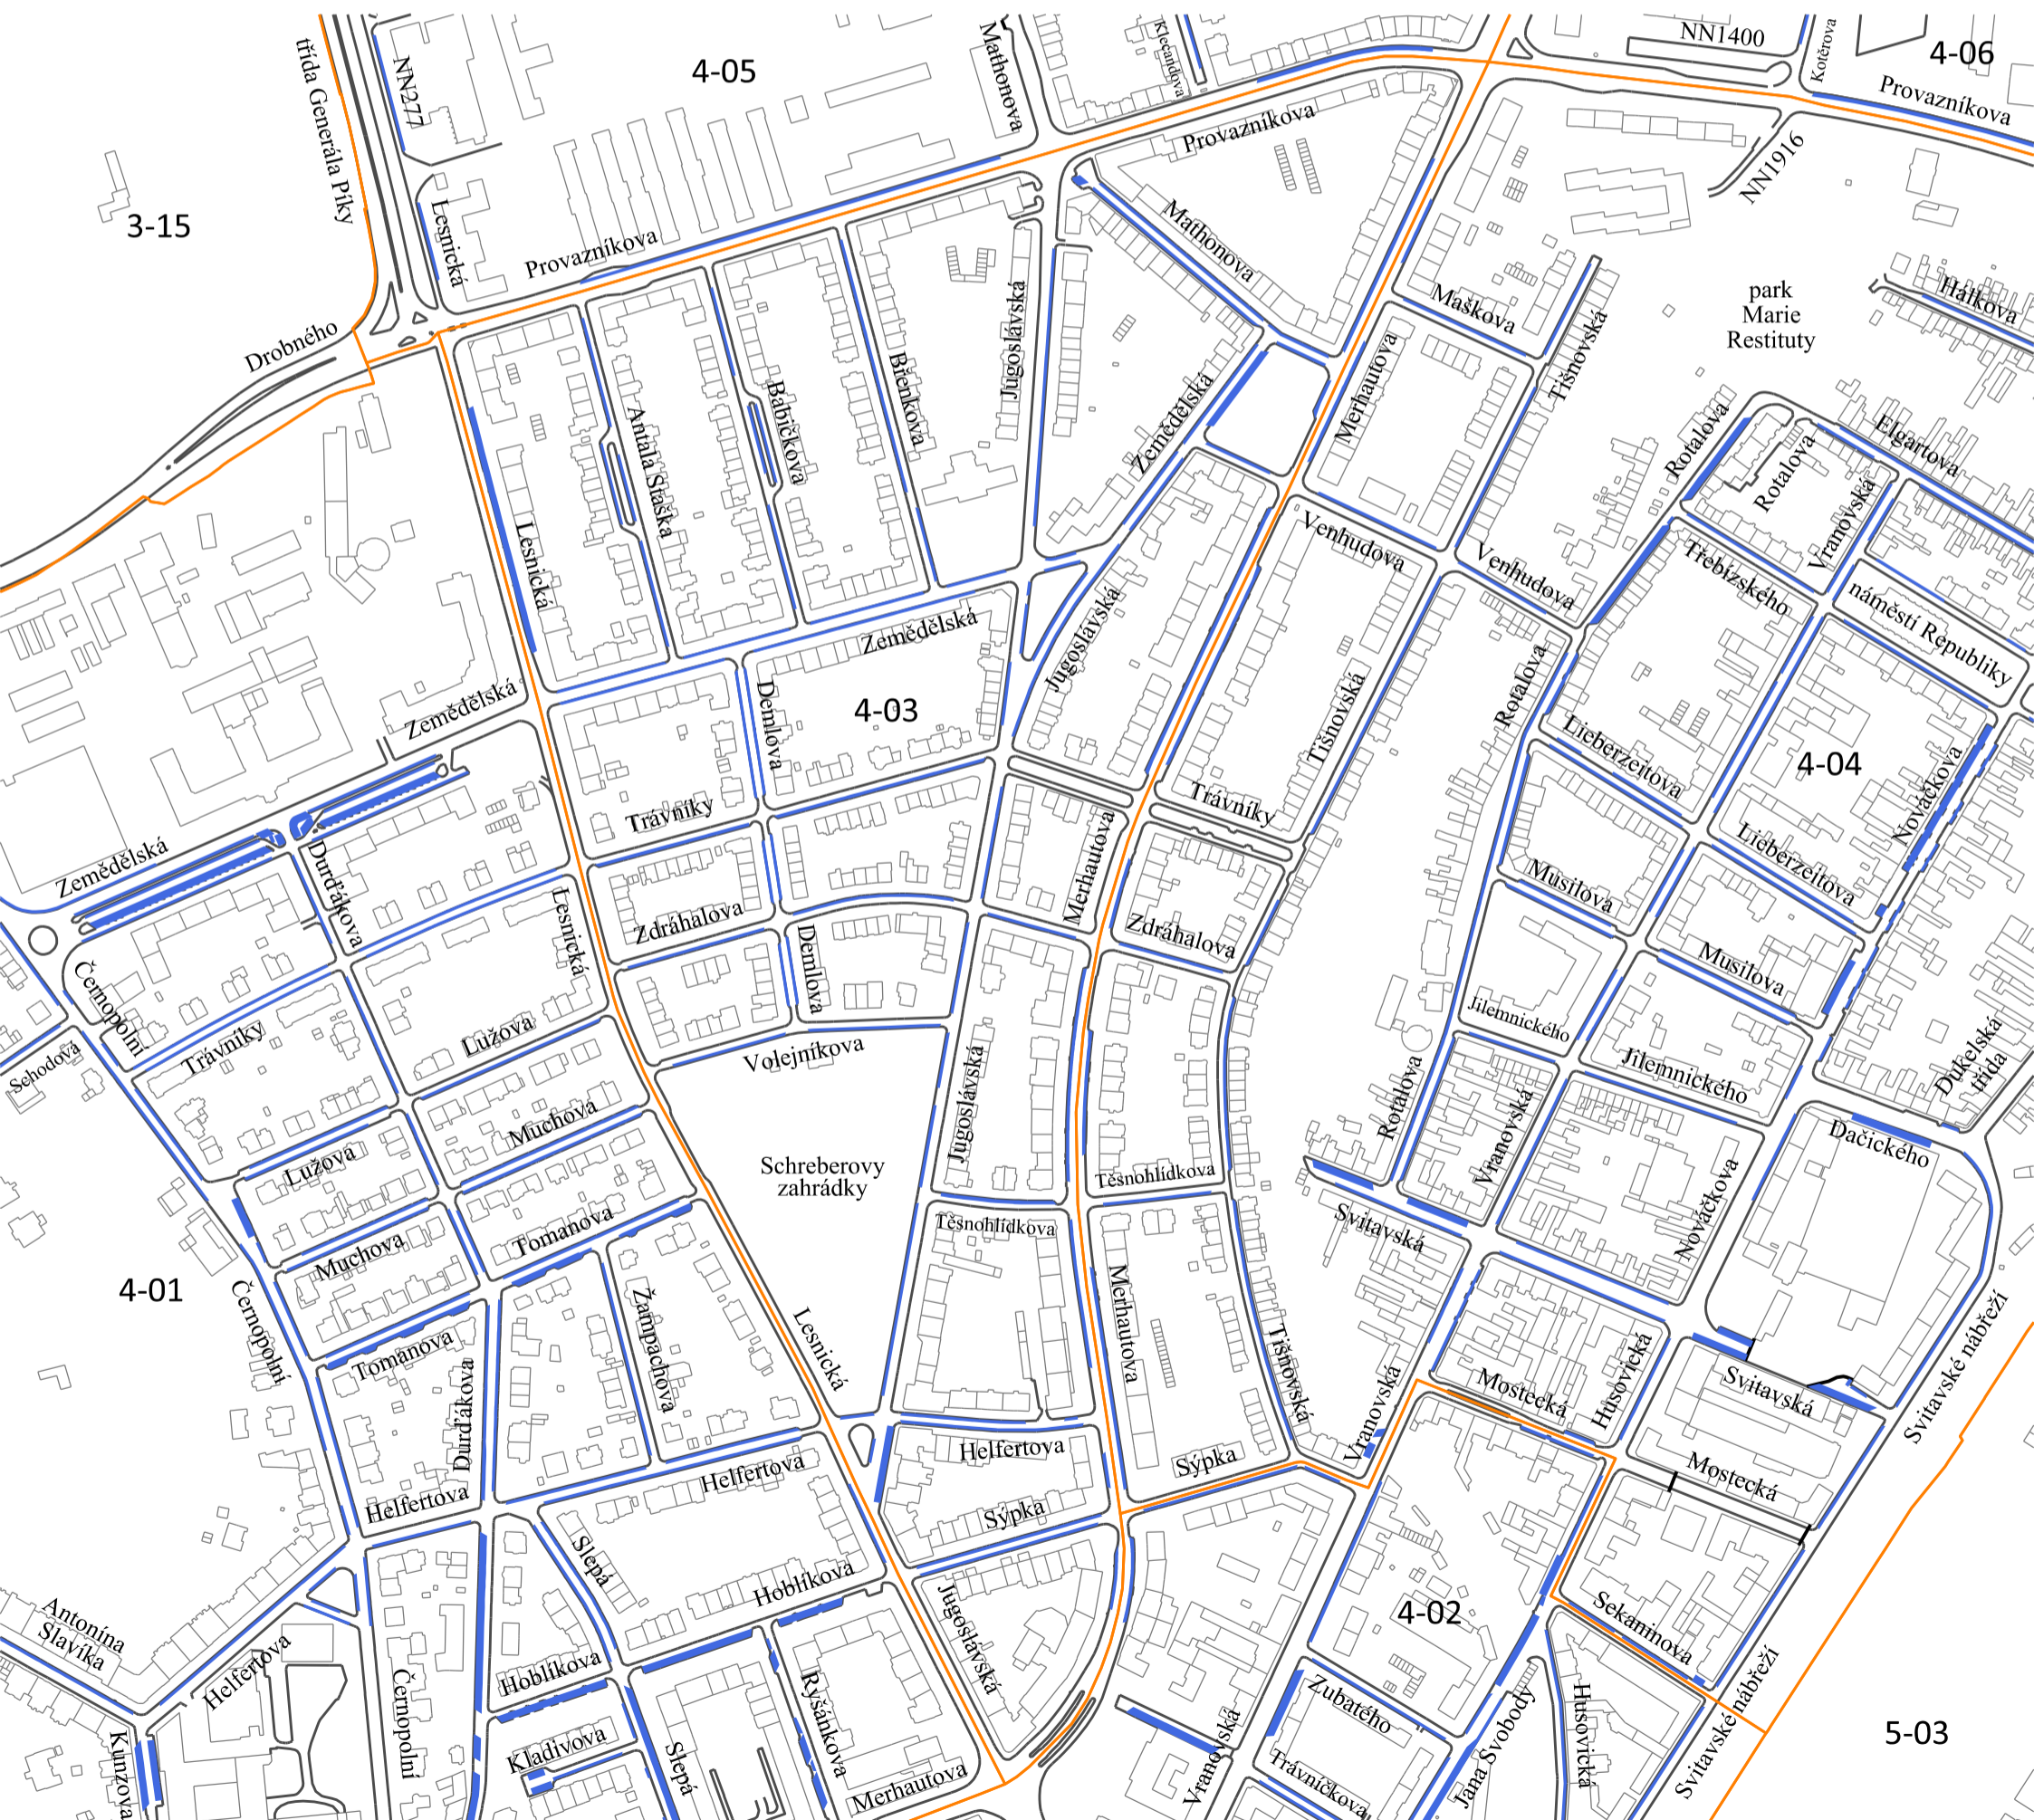 NN1400
Kotěrova
4-06
třída Generála Píky
NN277
4-05
Mathonova
Klecandova
Provazníkova
Provazníkova
NN1916
3-15
Lesnická
Provazníkova
Mathonova
Maškova
park
Marie
Restituty
Halkova
Drobného
Jugoslávská
Merhautova
Tišnovská
Antala Staška
Babičkova
Břenkova
Zemědělská
Rotalova
Rotalova
Elgartova
Vranovská
Lesnická
Venhudova
Venhudova
Třebízského
náměstí Republiky
Zemědělská
Jugoslávská
Rotalova
Zemědělská
Demlova
4-03
Tišnovská
Lieberzeitova
4-04
Nováčkova
Trávníky
Trávníky
Zemědělská
Durďákova
Merhautova
Lieberzeitova
Musilova
Lesnická
Zdráhalova
Zdráhalova
Demlova
Musilova
Černopolní
Trávníky
Lužova
Volejníkova
Jilemnického
Jilemnického
Schodová
Dukelská
třída
Rotalova
Jugoslávská
Muchova
Vranovská
Dačického
Lužova
Schreberovy
zahrádky
Těsnohlídkova
Těsnohlídkova
Tomanova
Svitavská
Nováčkova
Muchova
4-01
Černopolní
Žampachova
Lesnická
Merhautova
Tišnovská
Tomanova
Durďákova
Vranovská
Mostecká
Husovická
Svitavská
Svitavské nábřeží
Helfertova
Helfertova
Helfertova
Sýpka
Mostecká
Sýpka
Slepá
Hoblíkova
Jugoslávská
4-02
Sekaninova
Antonína
Slavíka
Helfertova
Hoblíkova
Černopolní
Ryšánkova
Zubatého
Husovická
Svitavské nábřeží
5-03
Kunzova
Kladivova
Slepá
Merhautova
Vranovská
Trávníčkova
Jana Svobody